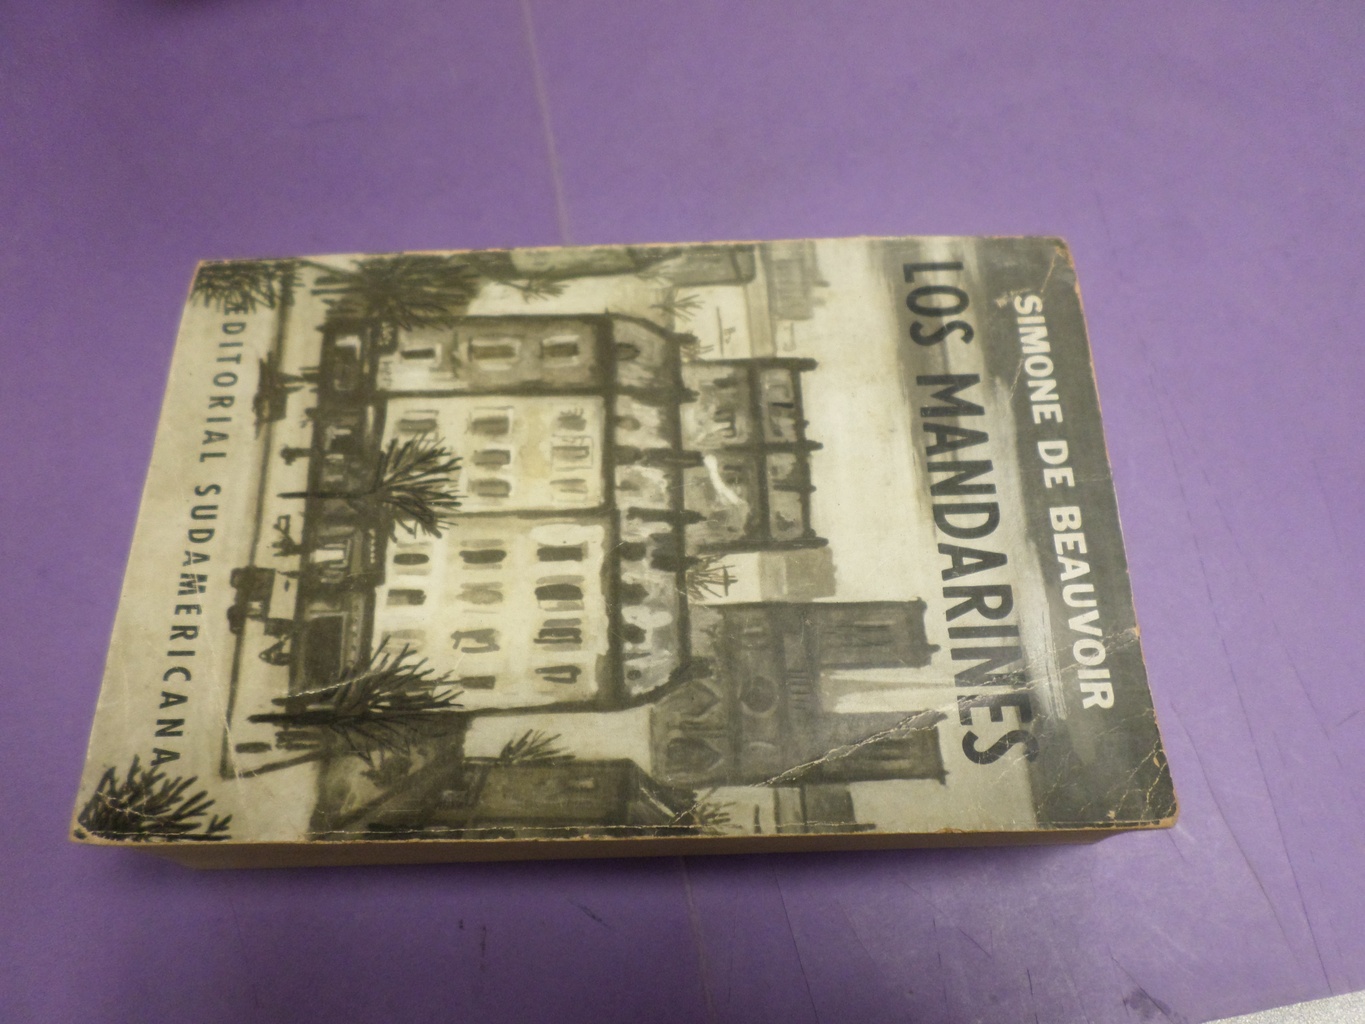 SIMONE DE BEAUVOIR
LOS MANDARINES
EDITORIAL SUDAMERICANA